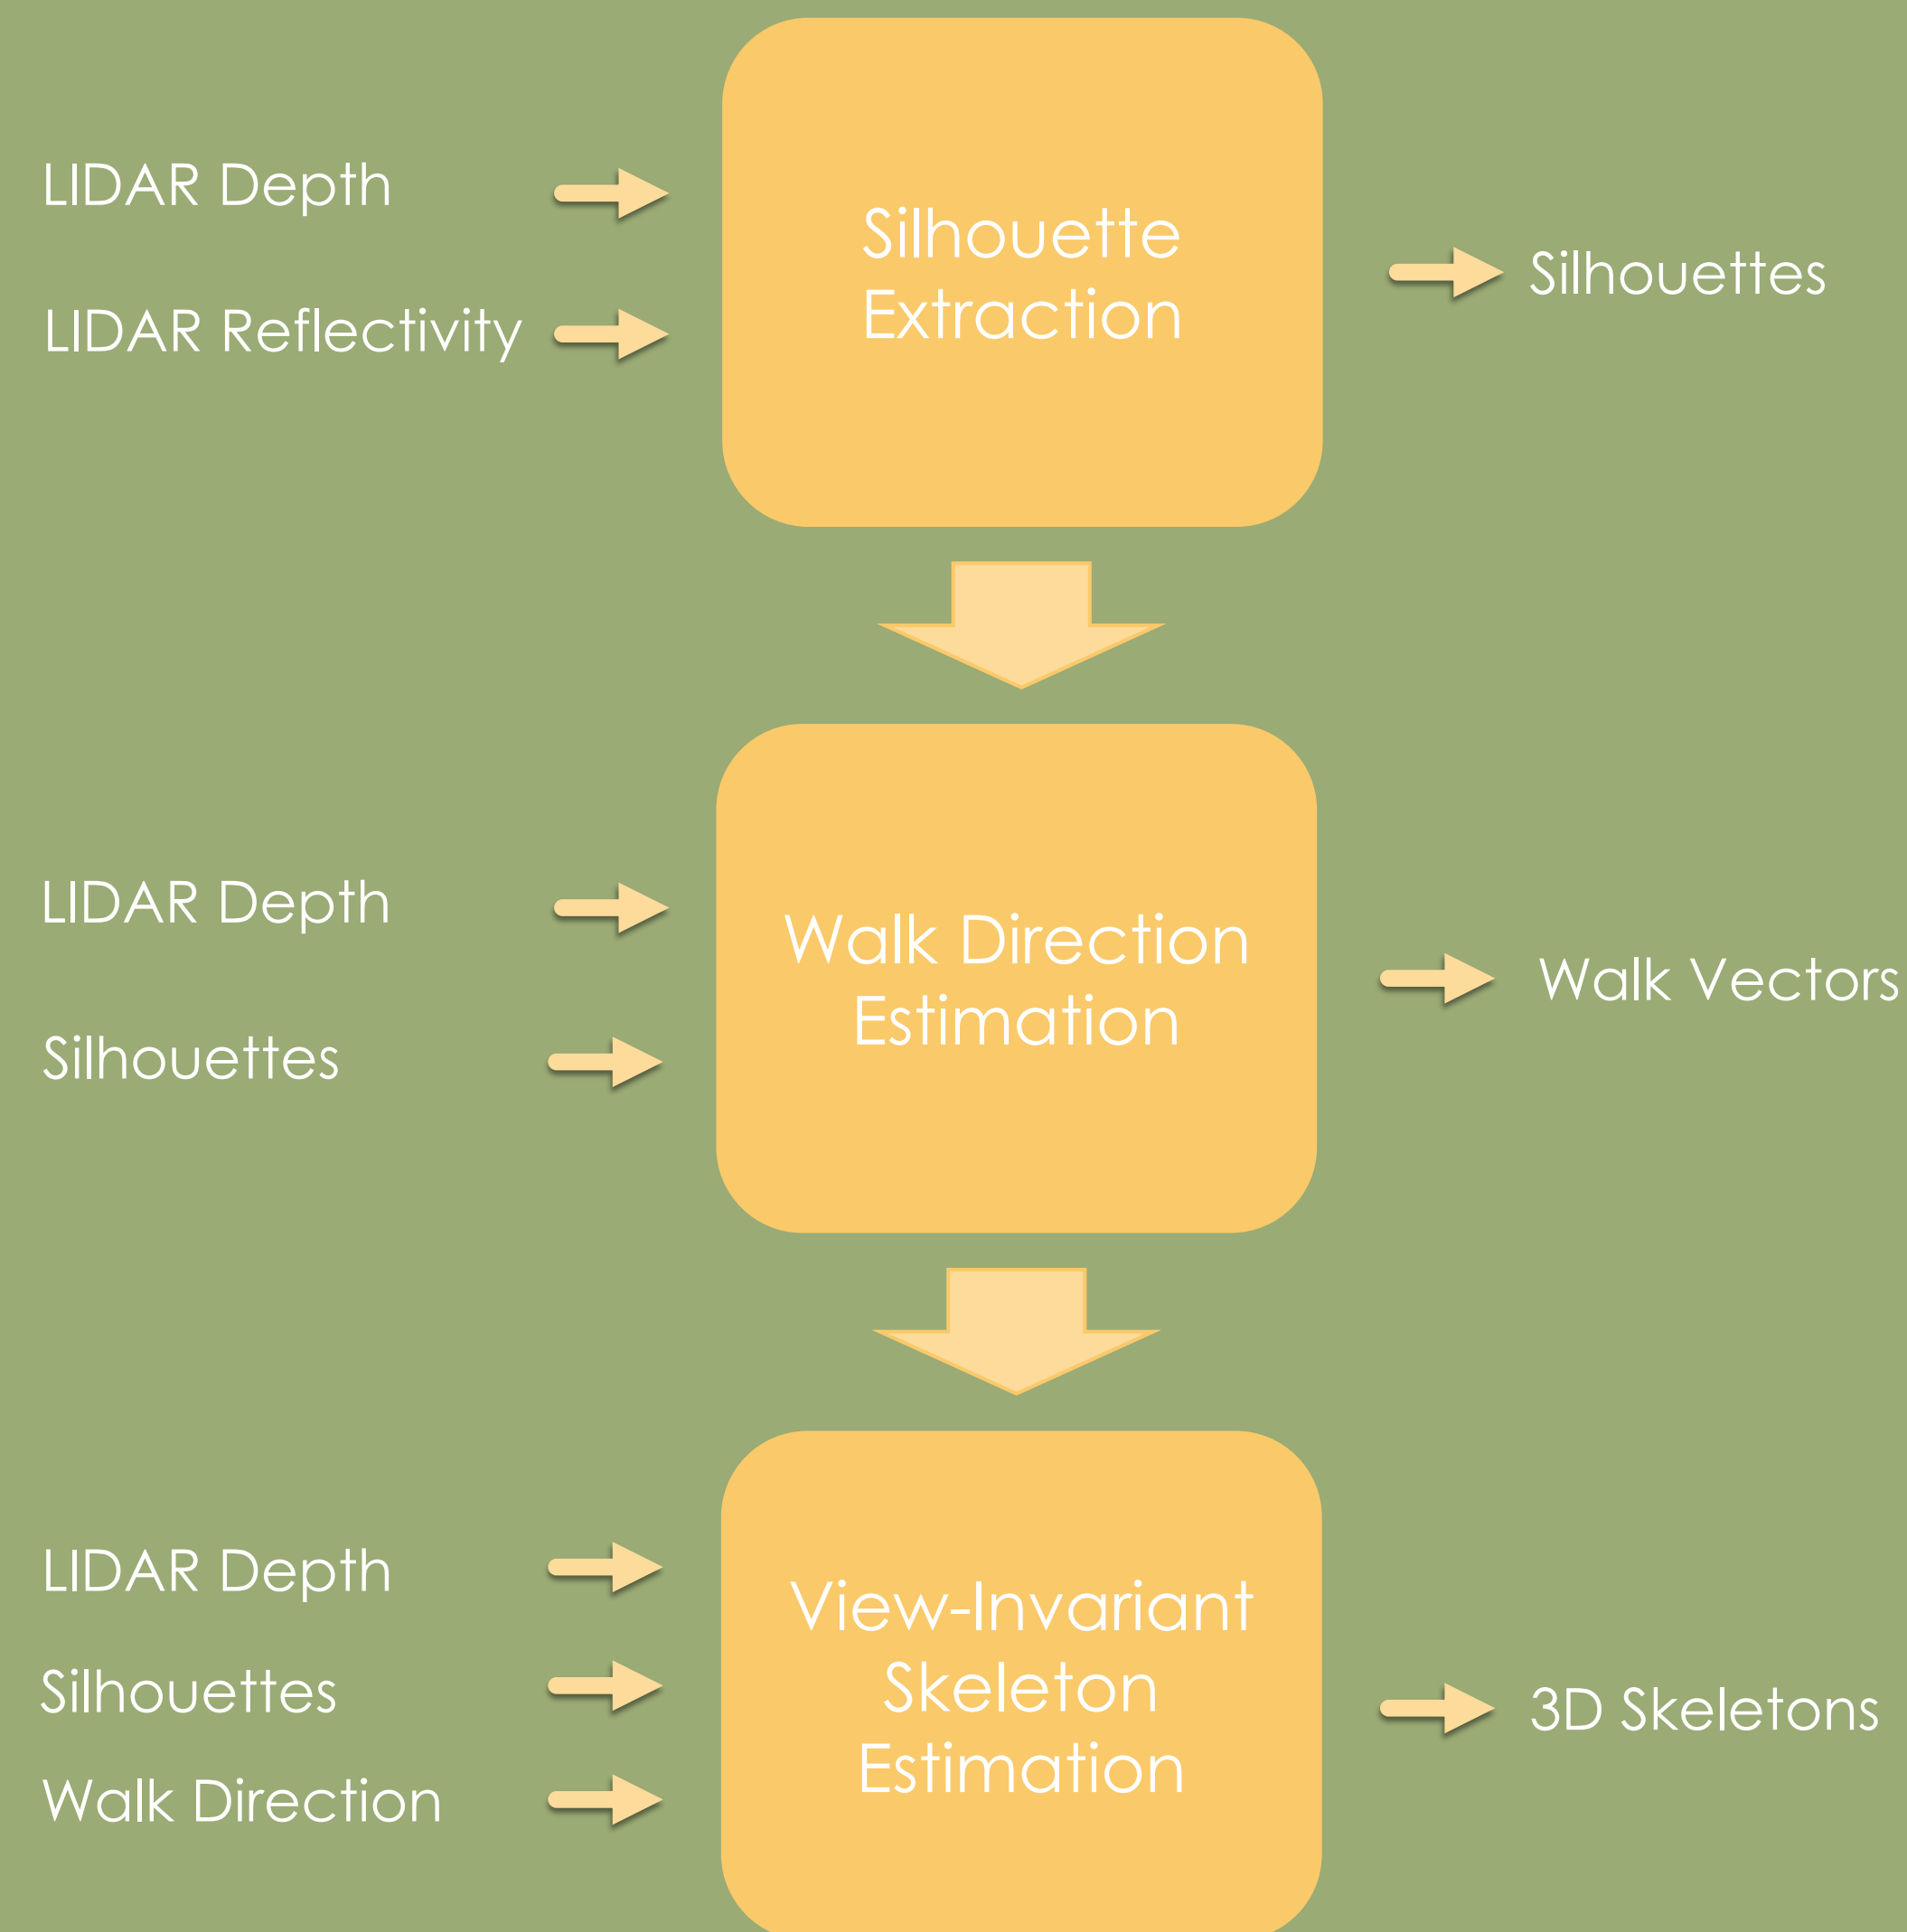 LIDAR Depth
LIDAR Reflectivity
Silhouette
Extraction
Silhouettes
LIDAR Depth
Silhouettes
Walk Direction
Estimation
Walk Vectors
LIDAR Depth
Silhouettes
Walk Direction
View-Invariant
Skeleton
Estimation
3D Skeletons